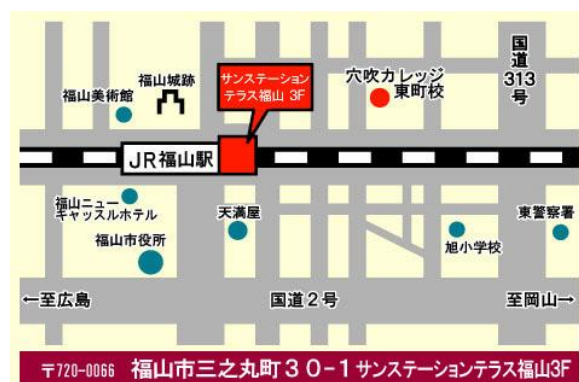 国道313号
サンステーション
テラス福山 3F
穴吹カレッジ
東町校
福山城跡
福山美術館
JR福山駅
福山ニュー
キャッスルホテル
天満屋
福山市役所
旭小学校
東警察署
←至広島
国道2号
至岡山→
〒720-0066 福山市三之丸町30-1サンステーションテラス福山3F